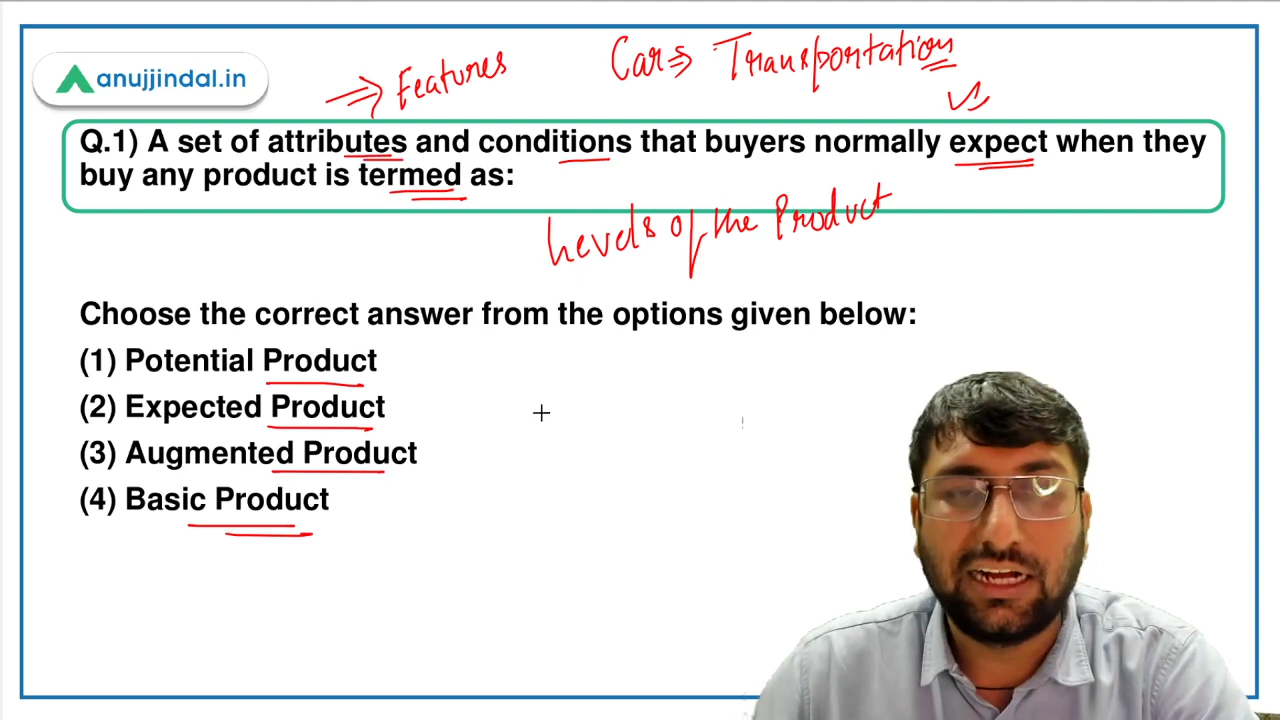 anujjindal.in
⇒ Features
Car⇒ Transportation
Q.1) A set of attributes and conditions that buyers normally expect when they
buy any product is termed as:
Levels of the Product
Choose the correct answer from the options given below:
(1) Potential Product
(2) Expected Product
(3) Augmented Product
(4) Basic Product